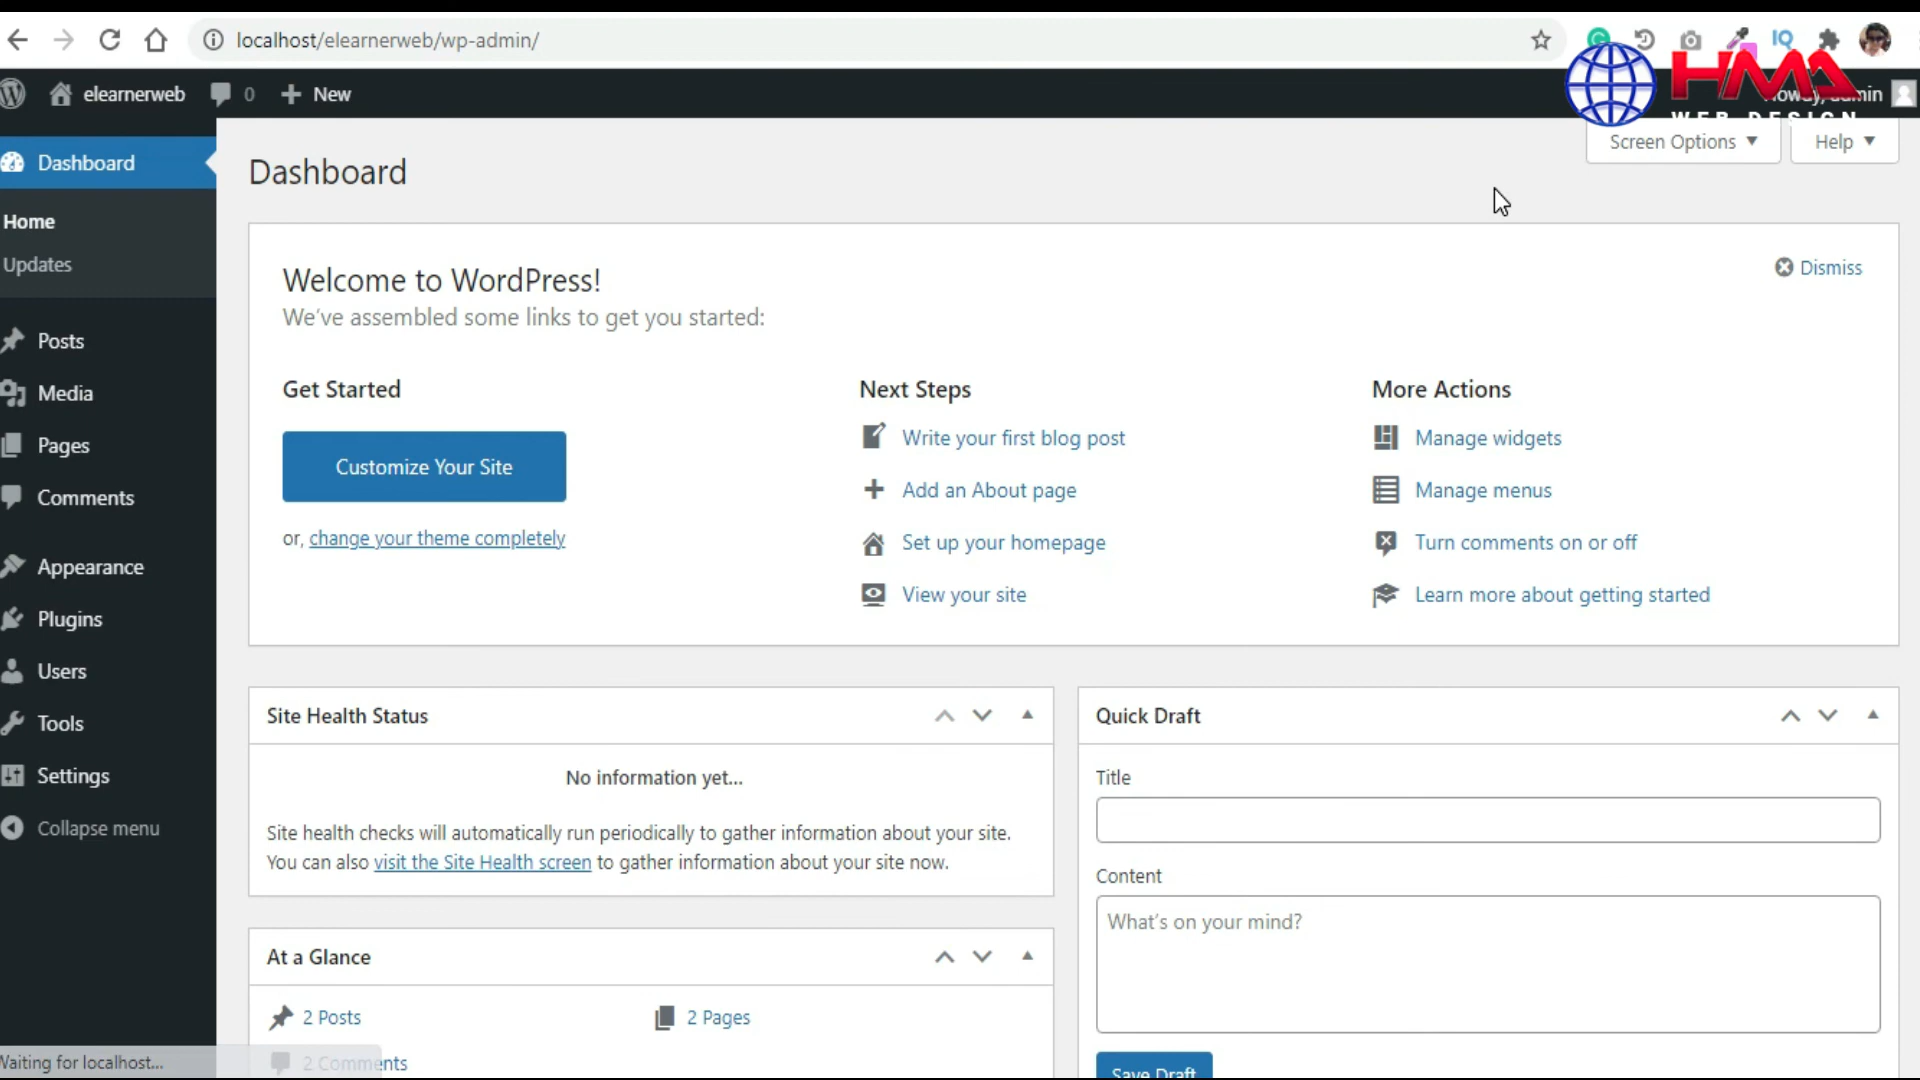 localhost/elearnerweb/wp-admin/
IQ
elearnerweb
0
New
HMA
WEB DESIGN
Screen Options
Help
Dashboard
Home
Updates
Posts
Media
Pages
Comments
Appearance
Plugins
Users
Tools
Settings
Collapse menu
Dashboard
Welcome to WordPress!
We've assembled some links to get you started:
Dismiss
Get Started
Customize Your Site
or, change your theme completely
Next Steps
Write your first blog post
Add an About page
Set up your homepage
View your site
More Actions
Manage widgets
Manage menus
Turn comments on or off
Learn more about getting started
Site Health Status
No information yet...
Site health checks will automatically run periodically to gather information about your site.
You can also visit the Site Health screen to gather information about your site now.
At a Glance
2 Posts
2 Pages
2 Comments
Quick Draft
Title
Content
What's on your mind?
Save Draft
Waiting for localhost...